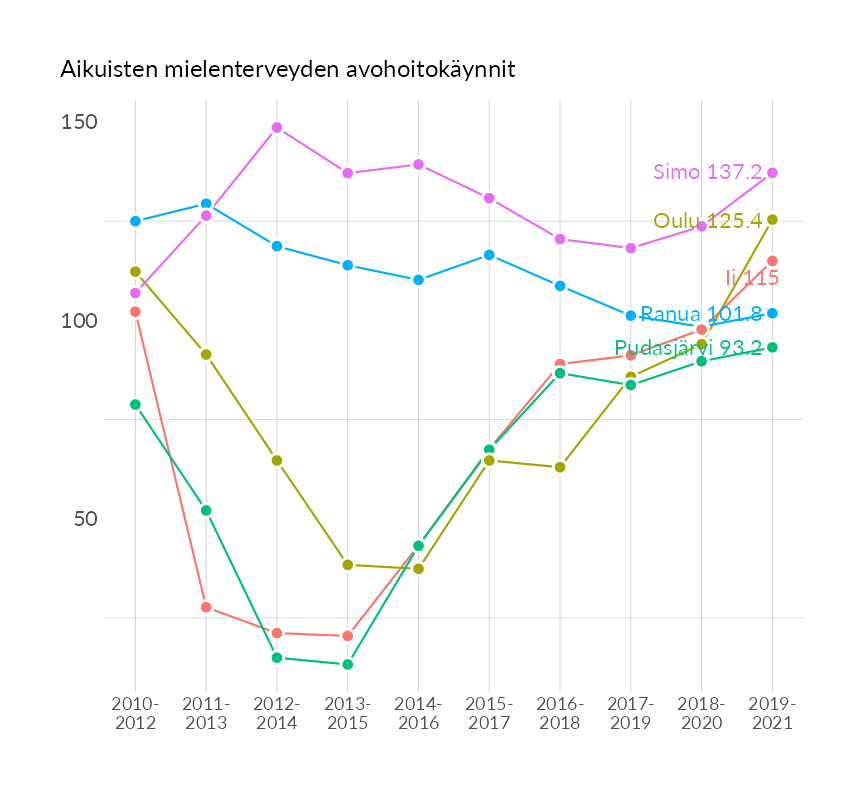 Aikuisten mielenterveyden avohoitokäynnit
150
Simo 137.2
Oulu 125.4
Ii 115
100
Ranua 101.8
Pudasjärvi 93.2
50
2010- 2011- 2012- 2013- 2014- 2015- 2016- 2017- 2018- 2019-
2012 2013 2014 2015 2016 2017 2018 2019 2020 2021